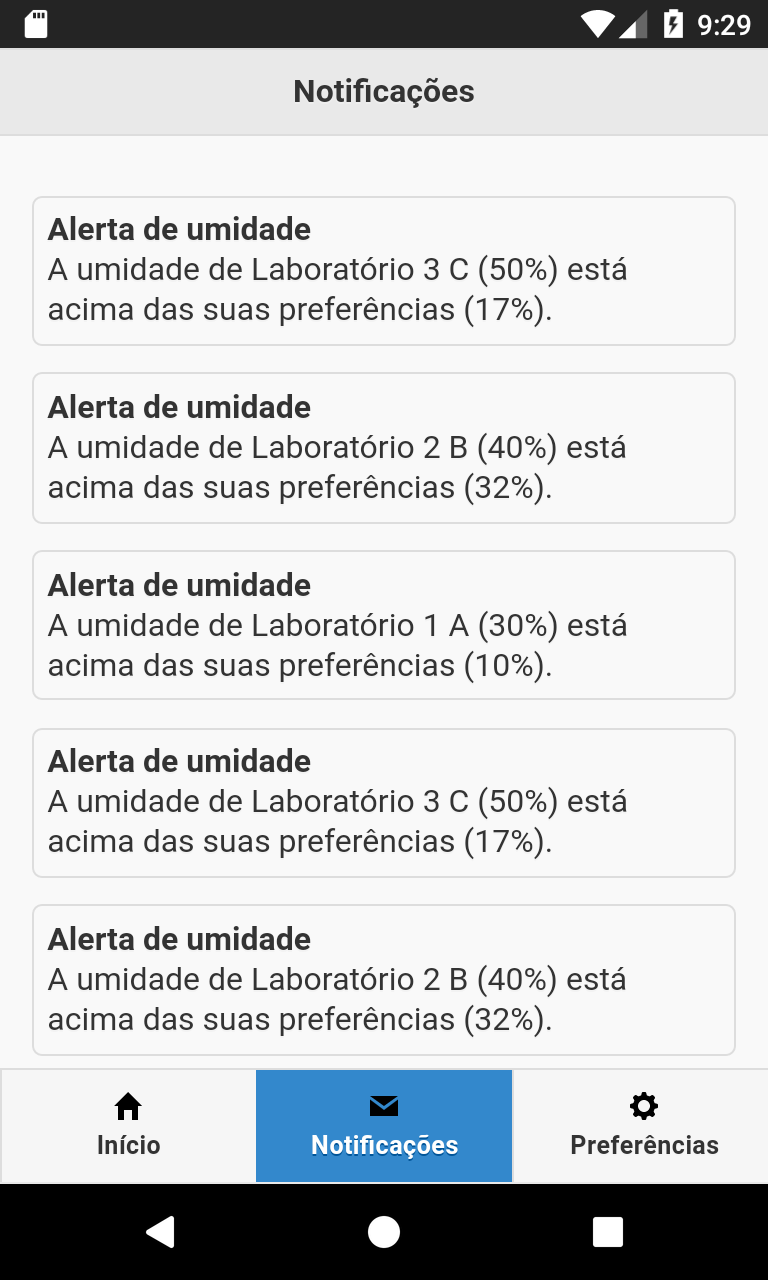 9:29
Notificações
Alerta de umidade
A umidade de Laboratório 3 C (50%) está
acima das suas preferências (17%).
Alerta de umidade
A umidade de Laboratório 2 B (40%) está
acima das suas preferências (32%).
Alerta de umidade
A umidade de Laboratório 1 A (30%) está
acima das suas preferências (10%).
Alerta de umidade
A umidade de Laboratório 3 C (50%) está
acima das suas preferências (17%).
Alerta de umidade
A umidade de Laboratório 2 B (40%) está
acima das suas preferências (32%).
Início
Notificações
Preferências